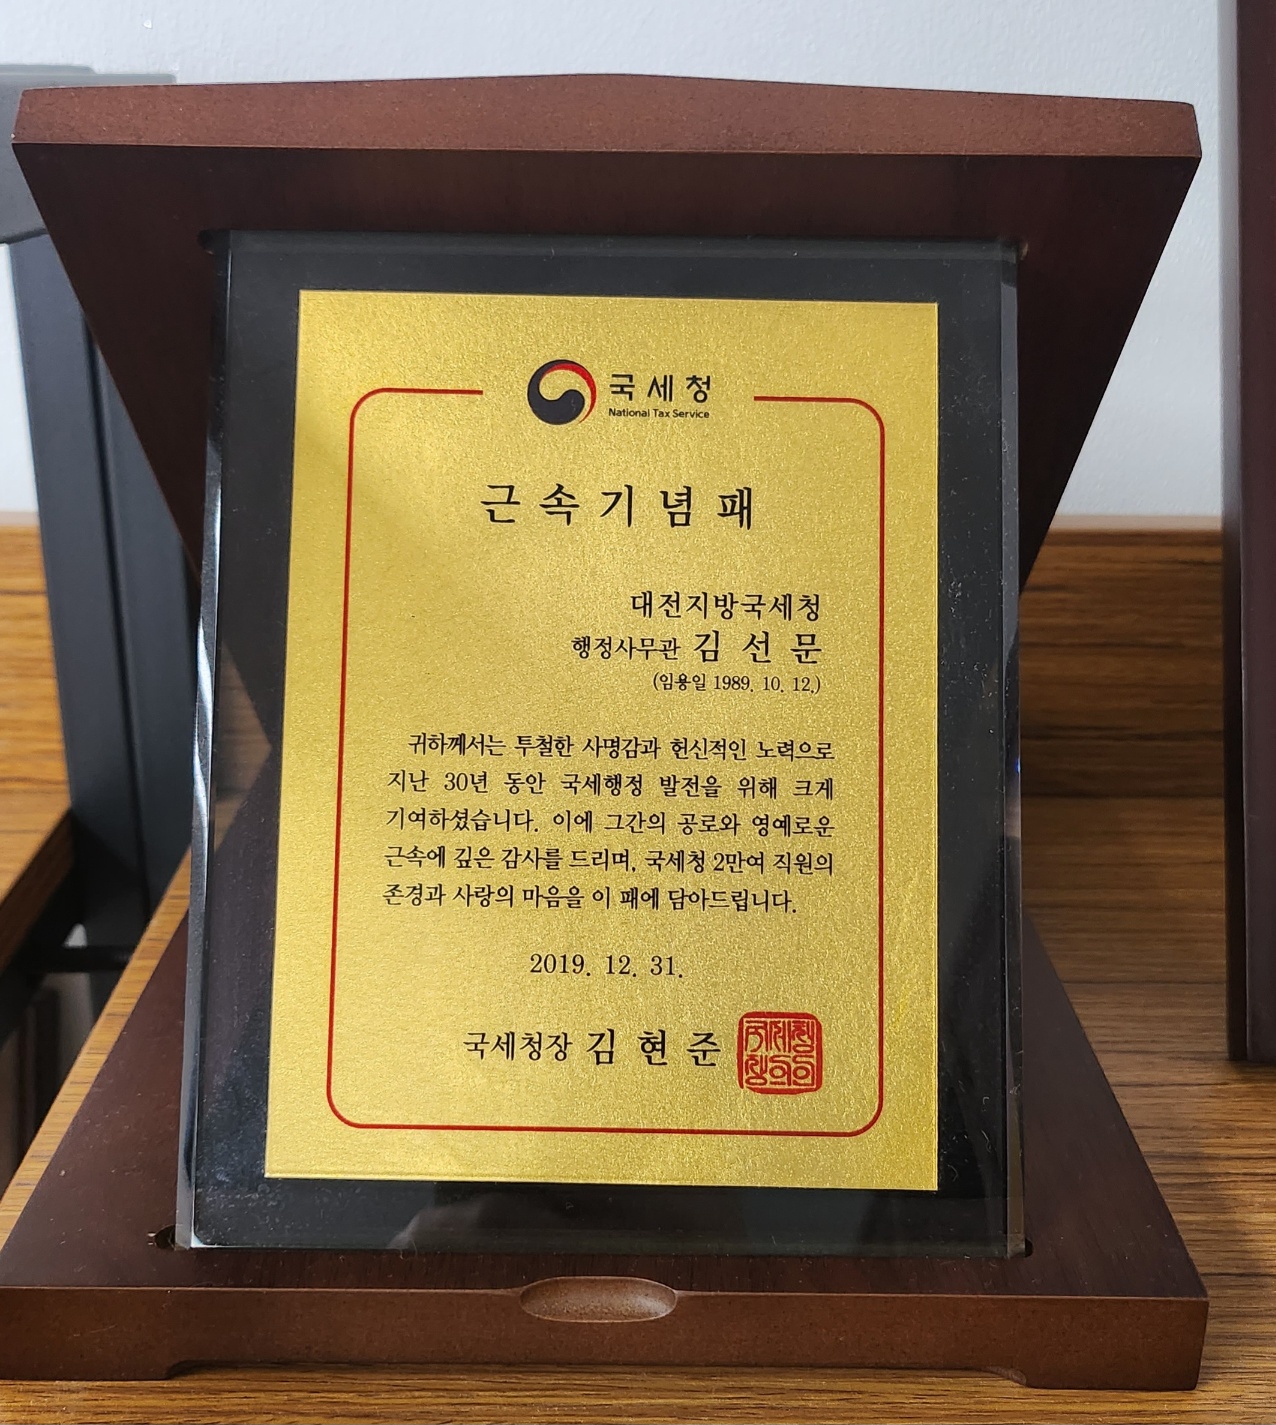 국세청
National Tax Service
근속기념패
대전지방국세청
행정사무관 김 선 문
(임용일 1989. 10. 12.)
귀하께서는 투철한 사명감과 헌신적인 노력으로
지난 30년 동안 국세행정 발전을 위해 크게
기여하셨습니다. 이에 그간의 공로와 영예로운
근속에 깊은 감사를 드리며, 국세청 2만여 직원의
존경과 사랑의 마음을 이 패에 담아드립니다.
2019. 12. 31.
국세청장 김 현 준
국세청
장의인